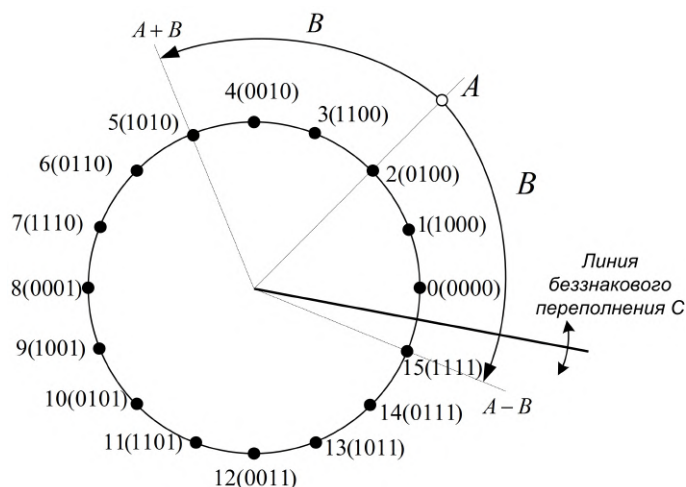 A + B
B
A
4(0010)
3(1100)
5(1010)
6(0110)
2(0100)
B
7(1110)
1(1000)
Линия
беззнакового
переполнения С
8(0001)
0(0000)
9(1001)
15(1111)
10(0101)
14(0111)
A − B
11(1101)
13(1011)
12(0011)